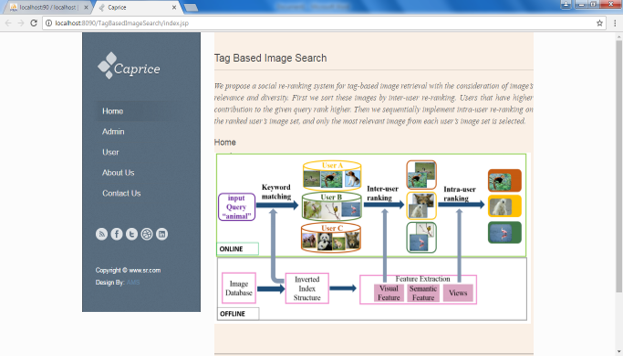 localhost90 / localhost |
Caprice
localhost:8090/TagBasedImageSearch/index.jsp
Caprice
Home
Admin
User
About Us
Contact Us
Copyright © www.sr.com
Design By:
Tag Based Image Search
We propose a social re-ranking system for tag-based image retrieval with the consideration of image's
relevance and diversity. First we sort these images by inter-user re-ranking. Users that have higher
contribution to the given query rank higher. Then we sequentially implement intra-user re-ranking on
the ranked user's image set, and only the most relevant image from each user's image set is selected.
Home
input
Query
"animal"
Keyword
matching
User A
User B
User C
Inter-user
ranking
Intra-user
ranking
ONLINE
Image
Database
Inverted
Index
Structure
Feature Extraction
Visual
Feature
Semantic
Feature
Views
OFFLINE